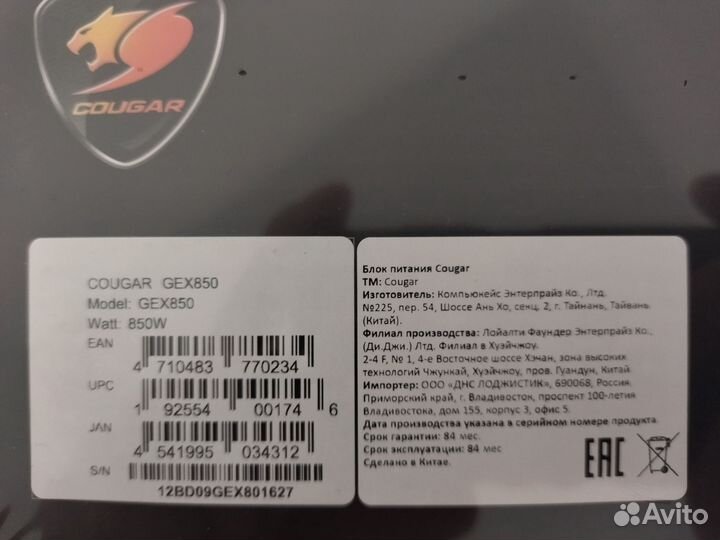 COUGAR
COUGAR GEX850
Model: GEX850
Watt: 850W
EAN
4 710483 770234
UPC
1 92554 00174 6
JAN
4 541995 034312
S/N
12BD09GEX801627
Блок питания Cougar
ТМ: Cougar
Изготовитель: Компьюкейс Энтерпрайз Ко., Лтд.
№225, пер. 54, Шоссе Ань Хо, секц. 2, г. Тайнань, Тайвань.
(Китай).
Филиал производства: Лойалти Фаундер Энтерпрайз Ко.,
(Ди.Джи.) Лтд. Филиал в Хуэйчжоу.
2-4 F, № 1, 4-е Восточное шоссе Хэчан, зона высоких
технологий Чжункай, Хуэйчжоу, пров. Гуандун, Китай
Импортер: ООО «ДНС ЛОДЖИСТИК», 690068, Россия,
Приморский край, г. Владивосток, проспект 100-летия
Владивостока, дом 155, корпус 3, офис 5.
Дата производства указана в серийном номере продукта.
Срок гарантии: 84 мес.
Срок эксплуатации: 84 мес
Сделано в Китае.
EAC
Avito